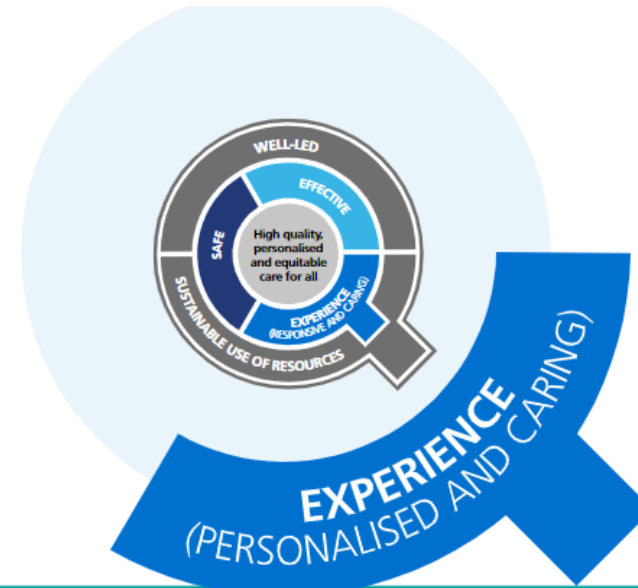 WELL-LED
EFFECTIVE
SAFE
High quality,
personalised
and equitable
care for all
EXPERIENCE
(RESPONSIVE AND CARING)
SUSTAINABLE USE OF RESOURCES
EXPERIENCE
(PERSONALISED AND CARING)